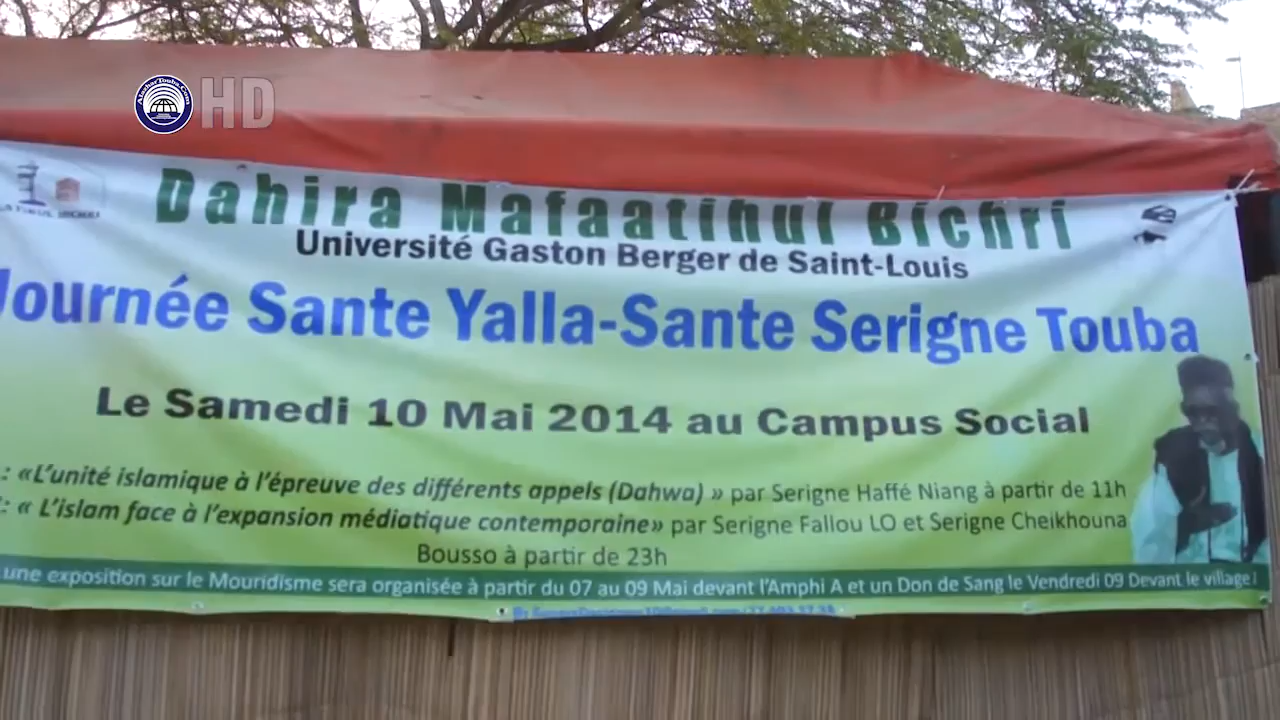 HD
Dahira Mafaatihul Bichri
Université Gaston Berger de Saint-Louis
Journée Sante Yalla-Sante Serigne Touba
Le Samedi 10 Mai 2014 au Campus Social
: «L'unité islamique à l'épreuve des différents appels (Dahwa) » par Serigne Haffé Niang à partir de 11h
: « L'islam face à l'expansion médiatique contemporaine» par Serigne Fallou LO et Serigne Cheikhouna
Bousso à partir de 23h
une exposition sur le Mouridisme sera organisée à partir du 07 au 09 Mai devant l'Amphi A et un Don de Sang le Vendredi 09 Devant le village